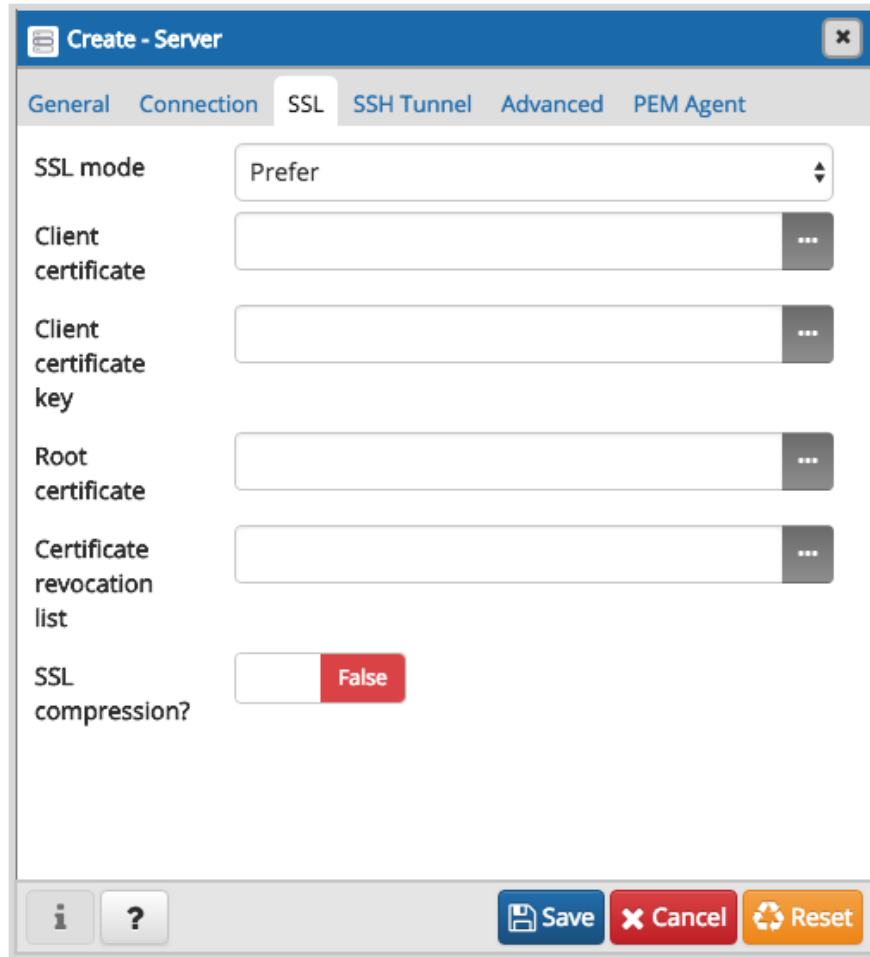 Create - Server
General Connection SSL SSH Tunnel Advanced PEM Agent
SSL mode
Prefer
Client
certificate
Client
certificate
key
Root
certificate
Certificate
revocation
list
SSL
compression?
False
i ? Save Cancel Reset